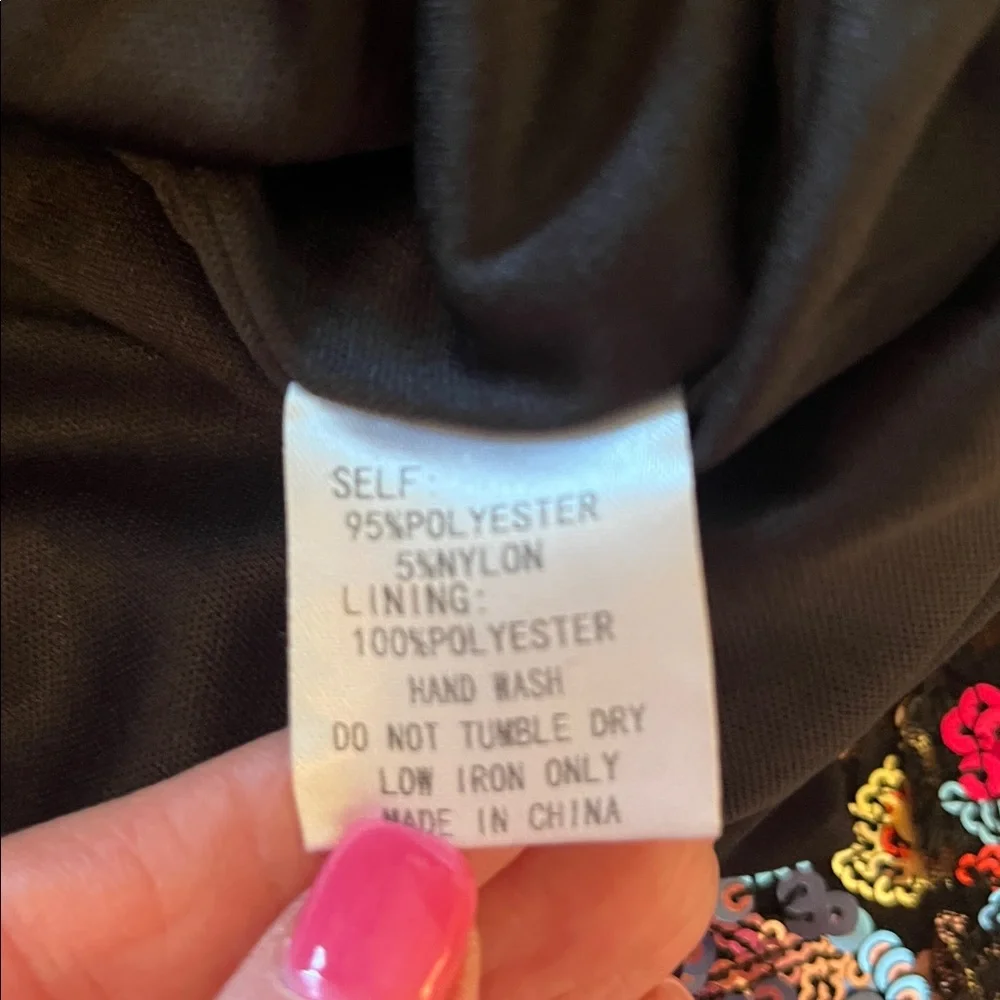 SELF:
95%POLYESTER
5%NYLON
LINING:
100%POLYESTER
HAND WASH
DO NOT TUMBLE DRY
LOW IRON ONLY
MADE IN CHINA